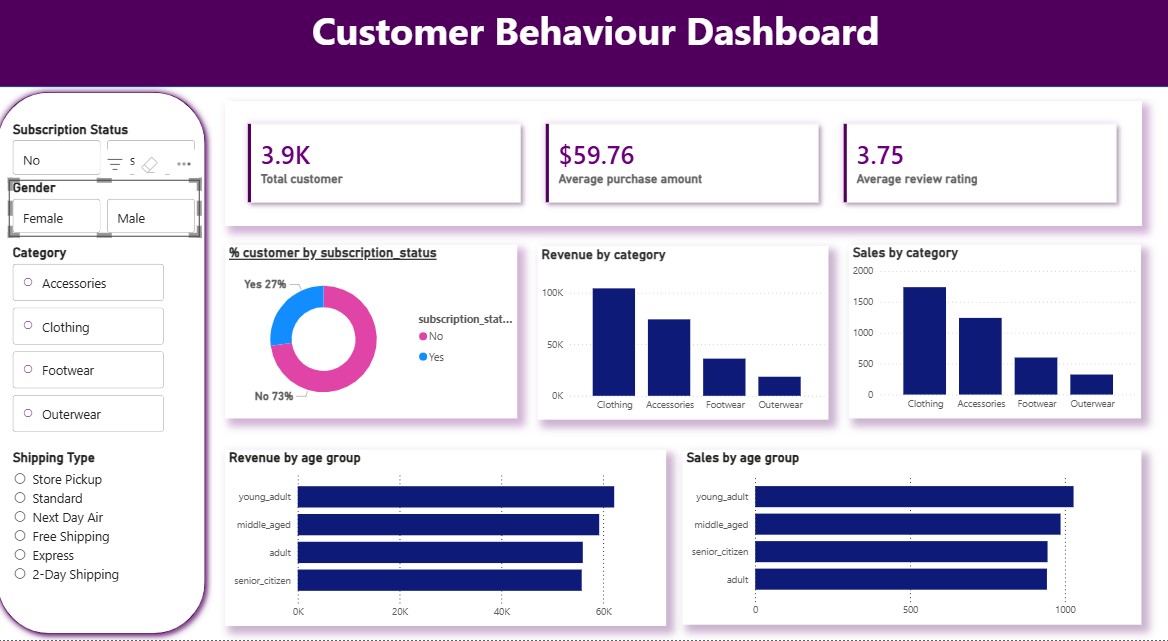 Customer Behaviour Dashboard
Subscription Status
No
s
Gender
Female
Male
Category
Accessories
Clothing
Footwear
Outerwear
Shipping Type
Store Pickup
Standard
Next Day Air
Free Shipping
Express
2-Day Shipping
3.9K
Total customer
$59.76
Average purchase amount
3.75
Average review rating
% customer by subscription_status
Yes 27%
No 73%
subscription_stat...
No
Yes
Revenue by category
100K
50K
0K
Clothing Accessories Footwear Outerwear
Sales by category
2000
1500
1000
500
0
Clothing Accessories Footwear Outerwear
Revenue by age group
young_adult
middle_aged
adult
senior_citizen
0K 20K 40K 60K
Sales by age group
young_adult
middle_aged
senior_citizen
adult
0 500 1000